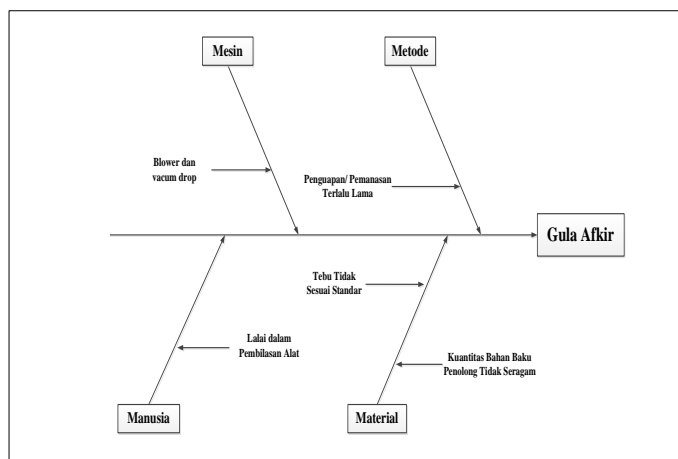 Mesin
Metode
Blower dan
vacum drop
Penguapan/ Pemanasan
Terlalu Lama
Gula Afkir
Tebu Tidak
Sesuai Standar
Lalai dalam
Pembilasan Alat
Kuantitas Bahan Baku
Penolong Tidak Seragam
Manusia
Material